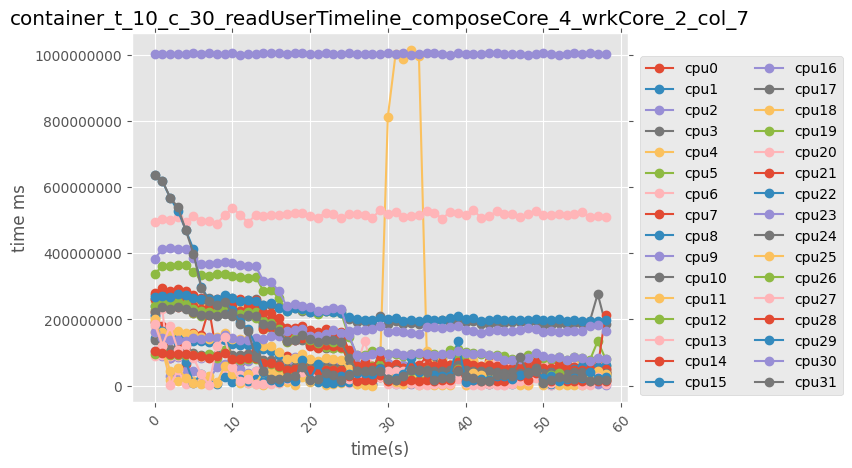 container_t_10_c_30_readUserTimeline_composeCore_4_wrkCore_2_col_7
time ms
1000000000
800000000
600000000
400000000
200000000
0
0
10
20
30
40
50
60
time(s)
cpu0
cpu1
cpu2
cpu3
cpu4
cpu5
cpu6
cpu7
cpu8
cpu9
cpu10
cpu11
cpu12
cpu13
cpu14
cpu15
cpu16
cpu17
cpu18
cpu19
cpu20
cpu21
cpu22
cpu23
cpu24
cpu25
cpu26
cpu27
cpu28
cpu29
cpu30
cpu31